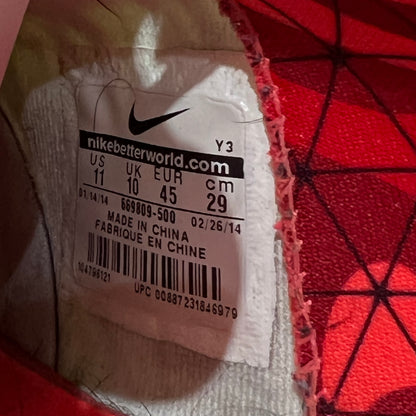 Y3
nikebetterworld.com
US UK EUR cm
11 10 45 29
01/14/14 669809-500 02/26/14
MADE IN CHINA
FABRIQUE EN CHINE
104796121
UPC 00887231846979